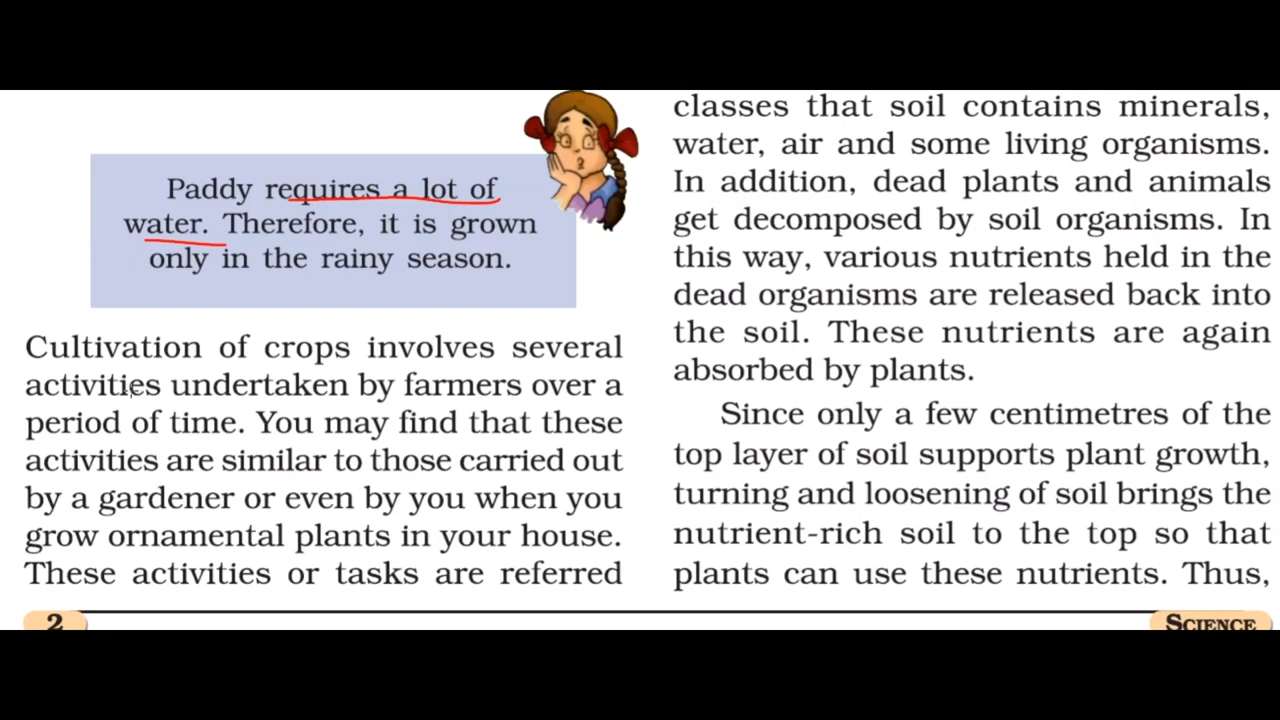 Paddy requires a lot of
water. Therefore, it is grown
only in the rainy season.
Cultivation of crops involves several
activities undertaken by farmers over a
period of time. You may find that these
activities are similar to those carried out
by a gardener or even by you when you
grow ornamental plants in your house.
These activities or tasks are referred
classes that soil contains minerals,
water, air and some living organisms.
In addition, dead plants and animals
get decomposed by soil organisms. In
this way, various nutrients held in the
dead organisms are released back into
the soil. These nutrients are again
absorbed by plants.
Since only a few centimetres of the
top layer of soil supports plant growth,
turning and loosening of soil brings the
nutrient-rich soil to the top so that
plants can use these nutrients. Thus,
2
SCIENCE